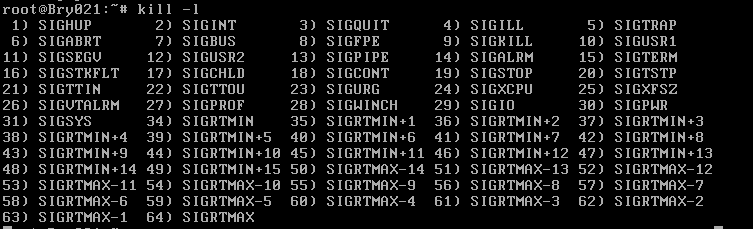 root@Bry021:~# kill -l
 1) SIGHUP       2) SIGINT       3) SIGQUIT      4) SIGILL       5) SIGTRAP
 6) SIGABRT      7) SIGBUS       8) SIGFPE       9) SIGKILL     10) SIGUSR1
11) SIGSEGV     12) SIGUSR2     13) SIGPIPE     14) SIGALRM     15) SIGTERM
16) SIGSTKFLT   17) SIGCHLD     18) SIGCONT     19) SIGSTOP     20) SIGTSTP
21) SIGTTIN     22) SIGTTOU     23) SIGURG      24) SIGXCPU     25) SIGXFSZ
26) SIGVTALRM   27) SIGPROF     28) SIGWINCH    29) SIGIO       30) SIGPWR
31) SIGSYS      34) SIGRTMIN    35) SIGRTMIN+1  36) SIGRTMIN+2  37) SIGRTMIN+3
38) SIGRTMIN+4  39) SIGRTMIN+5  40) SIGRTMIN+6  41) SIGRTMIN+7  42) SIGRTMIN+8
43) SIGRTMIN+9  44) SIGRTMIN+10 45) SIGRTMIN+11 46) SIGRTMIN+12 47) SIGRTMIN+13
48) SIGRTMIN+14 49) SIGRTMIN+15 50) SIGRTMAX-14 51) SIGRTMAX-13 52) SIGRTMAX-12
53) SIGRTMAX-11 54) SIGRTMAX-10 55) SIGRTMAX-9  56) SIGRTMAX-8  57) SIGRTMAX-7
58) SIGRTMAX-6  59) SIGRTMAX-5  60) SIGRTMAX-4  61) SIGRTMAX-3  62) SIGRTMAX-2
63) SIGRTMAX-1  64) SIGRTMAX